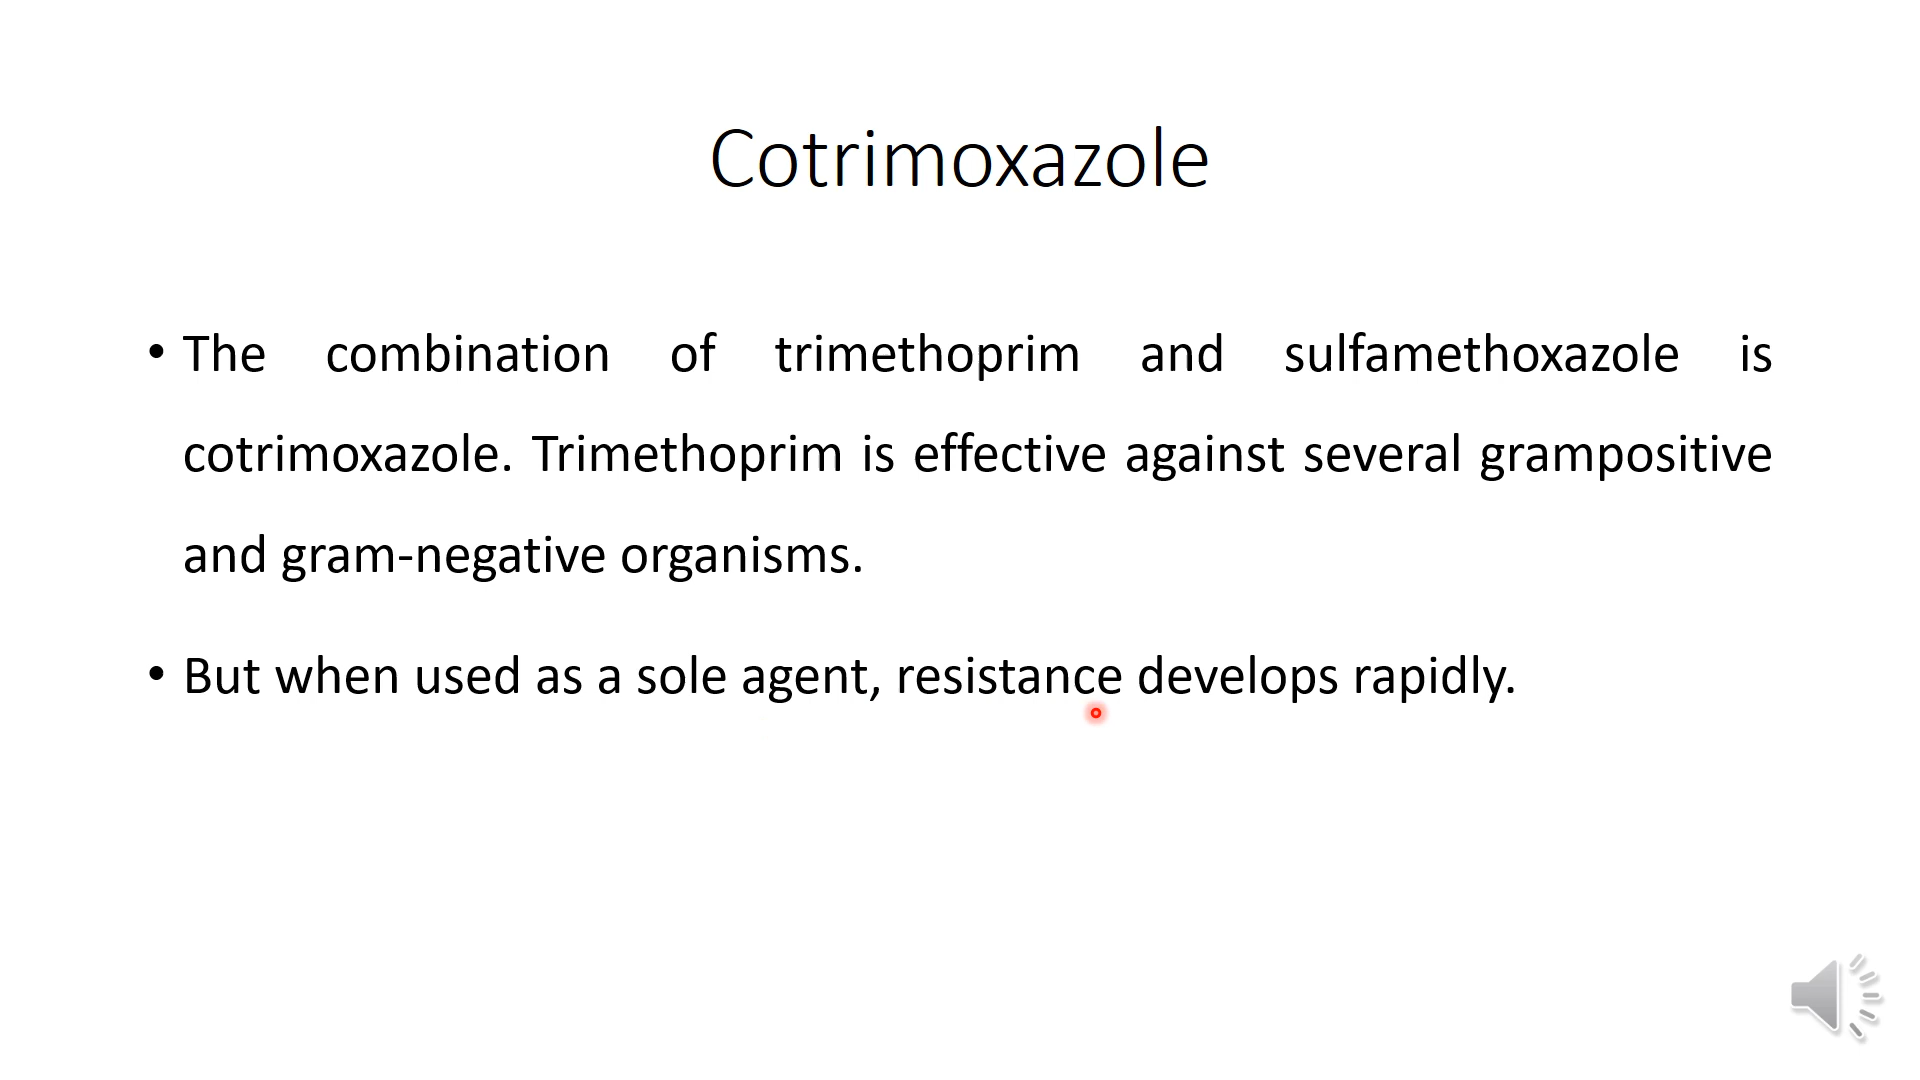 Cotrimoxazole
• The combination of trimethoprim and sulfamethoxazole is
cotrimoxazole. Trimethoprim is effective against several grampositive
and gram-negative organisms.
• But when used as a sole agent, resistance develops rapidly.